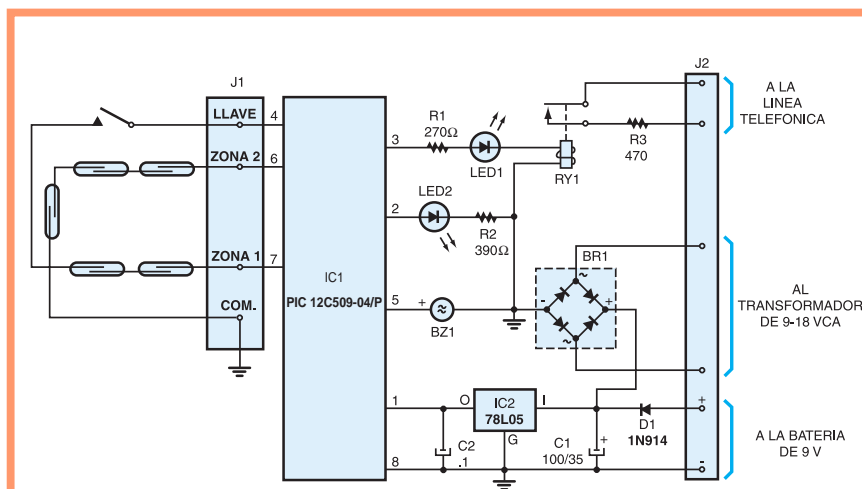 J1
LLAVE
ZONA 2
ZONA 1
COM.
4
6
7
IC1
PIC 12C509-04/P
3
2
5
1
8
R1
270Ω
LED1
LED2
R2
390Ω
+
BZ1
RY1
R3
470
BR1
~
-
+
~
O
IC2
78L05
I
G
C2
.1
C1
100/35
+
D1
1N914
J2
+
-
A LA
LINEA
TELEFONICA
AL
TRANSFORMADOR
DE 9-18 VCA
A LA BATERIA
DE 9 V